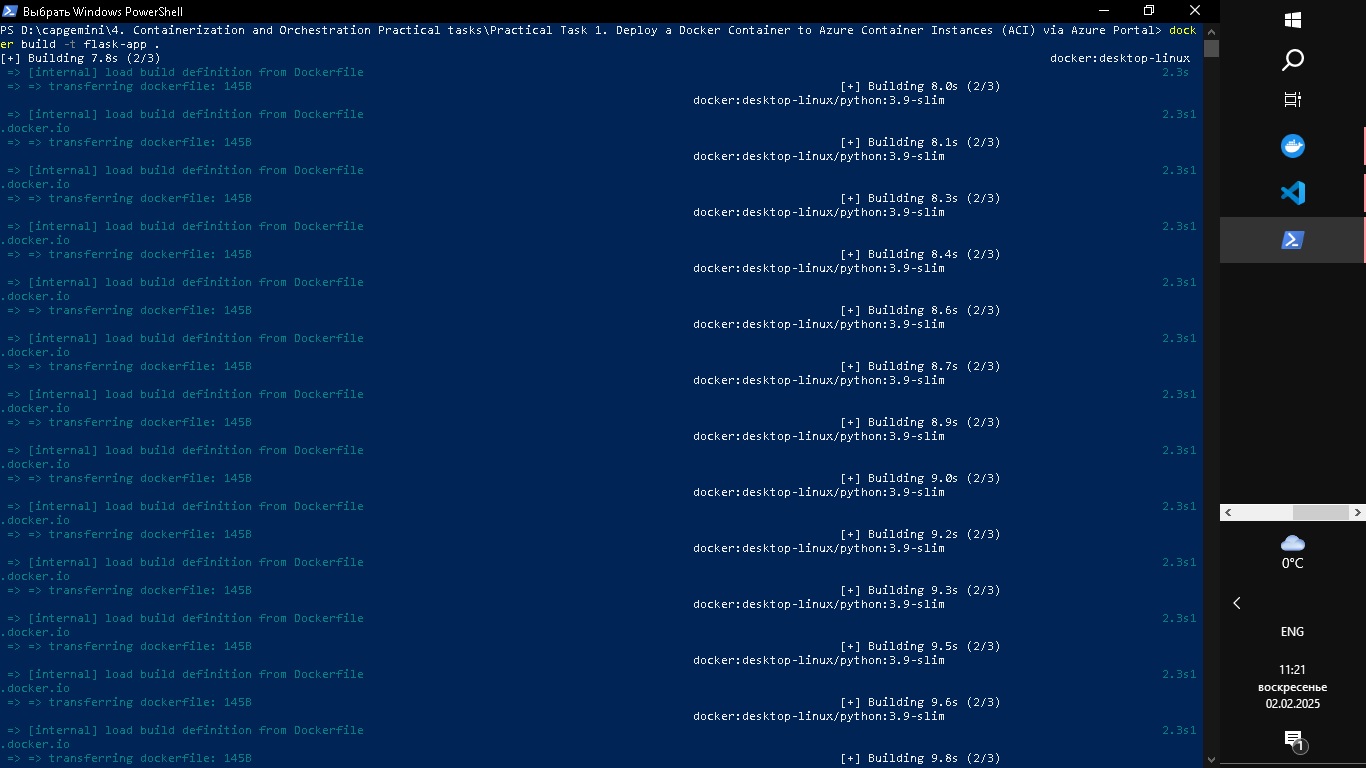 Выбрать Windows PowerShell
PS D:\capgemini\4. Containerization and Orchestration Practical tasks\Practical Task 1. Deploy a Docker Container to Azure Container Instances (ACI) via Azure Portal> dock
er build -t flask-app .
[+] Building 7.8s (2/3) docker:desktop-linux
=> [internal] load build definition from Dockerfile 2.3s
=> => transferring dockerfile: 145B [+] Building 8.0s (2/3)
docker:desktop-linux/python:3.9-slim
=> [internal] load build definition from Dockerfile 2.3s1
.docker.io
=> => transferring dockerfile: 145B [+] Building 8.1s (2/3)
docker:desktop-linux/python:3.9-slim
=> [internal] load build definition from Dockerfile 2.3s1
.docker.io
=> => transferring dockerfile: 145B [+] Building 8.3s (2/3)
docker:desktop-linux/python:3.9-slim
=> [internal] load build definition from Dockerfile 2.3s1
.docker.io
=> => transferring dockerfile: 145B [+] Building 8.4s (2/3)
docker:desktop-linux/python:3.9-slim
=> [internal] load build definition from Dockerfile 2.3s1
.docker.io
=> => transferring dockerfile: 145B [+] Building 8.6s (2/3)
docker:desktop-linux/python:3.9-slim
=> [internal] load build definition from Dockerfile 2.3s1
.docker.io
=> => transferring dockerfile: 145B [+] Building 8.7s (2/3)
docker:desktop-linux/python:3.9-slim
=> [internal] load build definition from Dockerfile 2.3s1
.docker.io
=> => transferring dockerfile: 145B [+] Building 8.9s (2/3)
docker:desktop-linux/python:3.9-slim
=> [internal] load build definition from Dockerfile 2.3s1
.docker.io
=> => transferring dockerfile: 145B [+] Building 9.0s (2/3)
docker:desktop-linux/python:3.9-slim
=> [internal] load build definition from Dockerfile 2.3s1
.docker.io
=> => transferring dockerfile: 145B [+] Building 9.2s (2/3)
docker:desktop-linux/python:3.9-slim
=> [internal] load build definition from Dockerfile 2.3s1
.docker.io
=> => transferring dockerfile: 145B [+] Building 9.3s (2/3)
docker:desktop-linux/python:3.9-slim
=> [internal] load build definition from Dockerfile 2.3s1
.docker.io
=> => transferring dockerfile: 145B [+] Building 9.5s (2/3)
docker:desktop-linux/python:3.9-slim
=> [internal] load build definition from Dockerfile 2.3s1
.docker.io
=> => transferring dockerfile: 145B [+] Building 9.6s (2/3)
docker:desktop-linux/python:3.9-slim
=> [internal] load build definition from Dockerfile 2.3s1
.docker.io
=> => transferring dockerfile: 145B [+] Building 9.8s (2/3)
0°C
ENG
11:21
воскресенье
02.02.2025
1